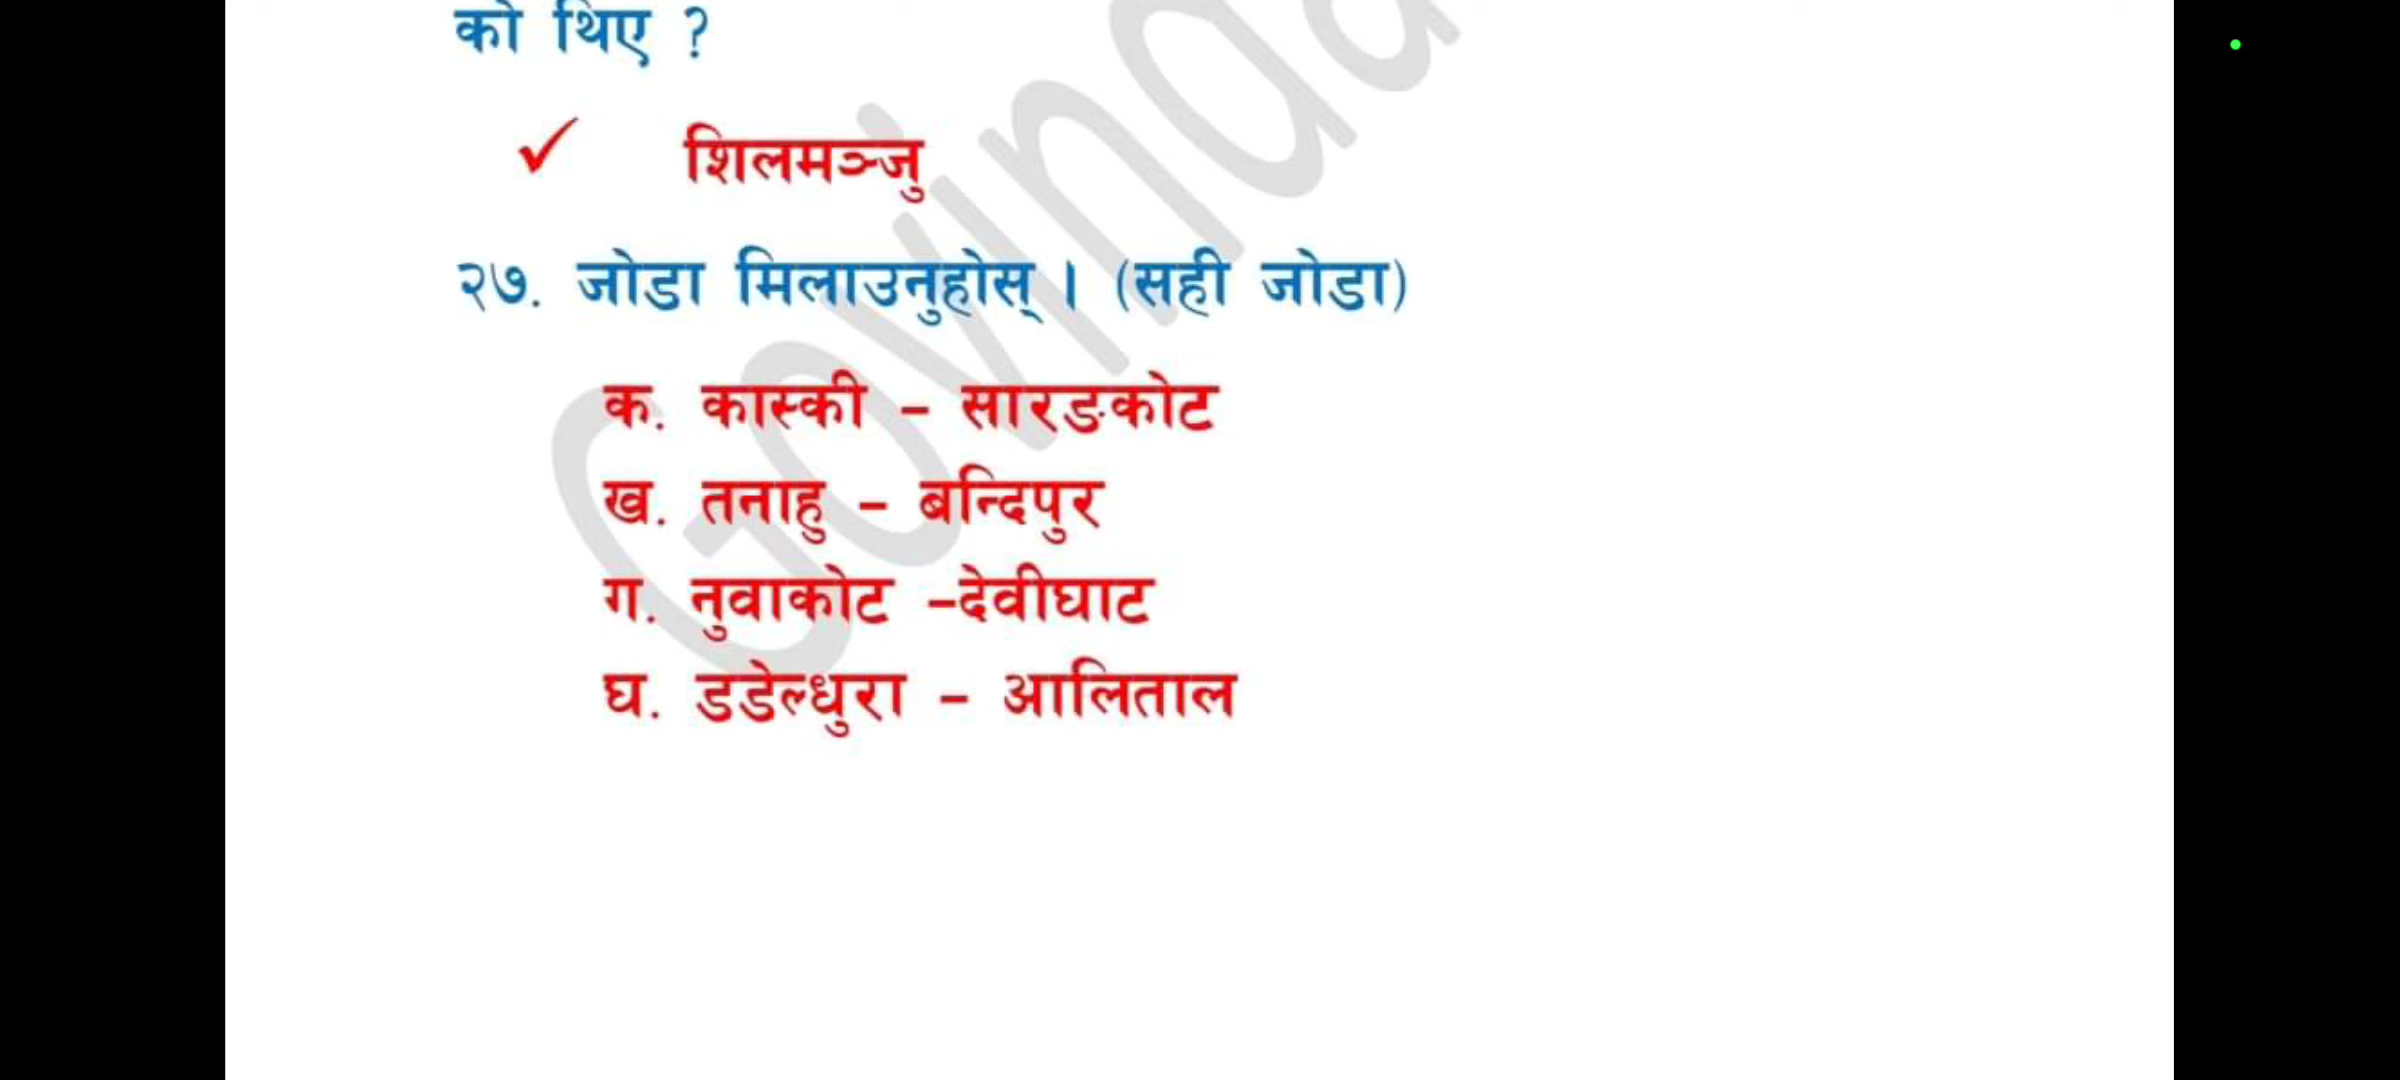 को थिए ?
✓ शिलमञ्जु
२७. जोडा मिलाउनुहोस् । (सही जोडा)
क. कास्की – सारङकोट
ख. तनाहु – बन्दिपुर
ग. नुवाकोट –देवीघाट
घ. डडेल्धुरा – आलिताल